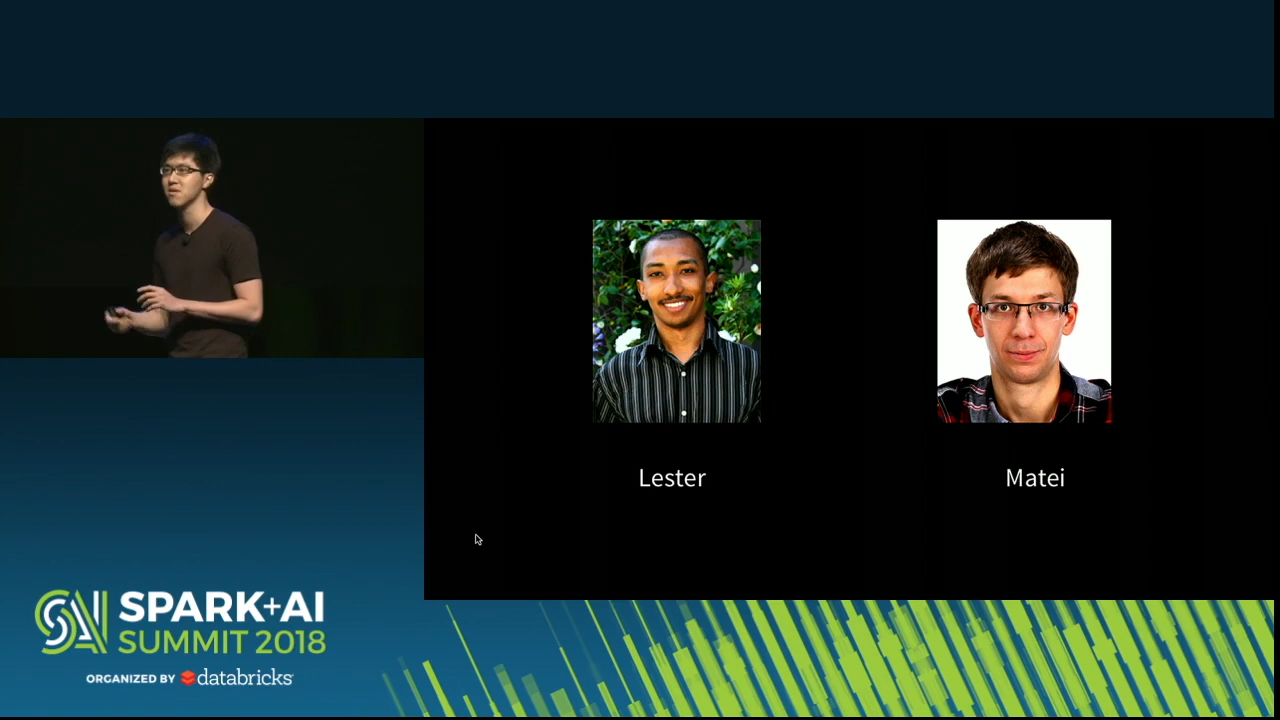 Lester
Matei
SPARK+AI
SUMMIT 2018
ORGANIZED BY databricks